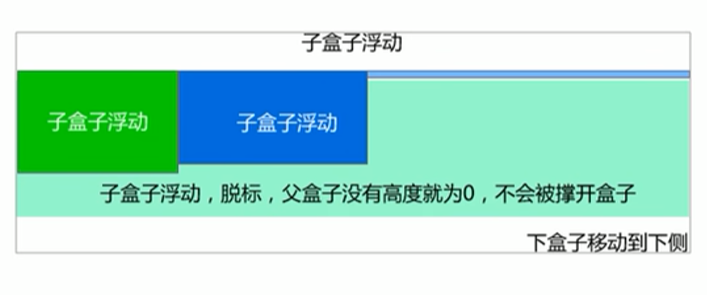 子盒子浮动
子盒子浮动 子盒子浮动
子盒子浮动，脱标，父盒子没有高度就为0，不会被撑开盒子
下盒子移动到下侧